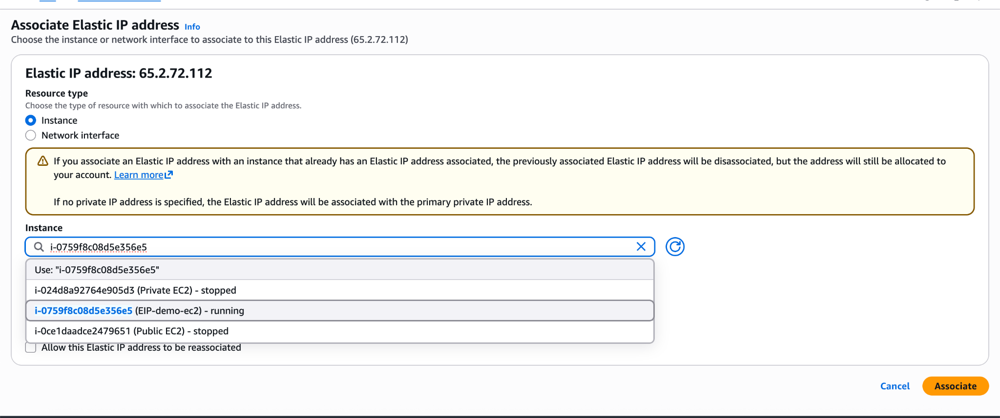 Associate Elastic IP address Info
Choose the instance or network interface to associate to this Elastic IP address (65.2.72.112)
Elastic IP address: 65.2.72.112
Resource type
Choose the type of resource with which to associate the Elastic IP address.
Instance
Network interface
If you associate an Elastic IP address with an instance that already has an Elastic IP address associated, the previously associated Elastic IP address will be disassociated, but the address will still be allocated to
your account. Learn more
If no private IP address is specified, the Elastic IP address will be associated with the primary private IP address.
Instance
i-0759f8c08d5e356e5
Use: "i-0759f8c08d5e356e5"
i-024d8a92764e905d3 (Private EC2) - stopped
i-0759f8c08d5e356e5 (EIP-demo-ec2) - running
i-0ce1daadce2479651 (Public EC2) - stopped
Allow this Elastic IP address to be reassociated
Cancel
Associate